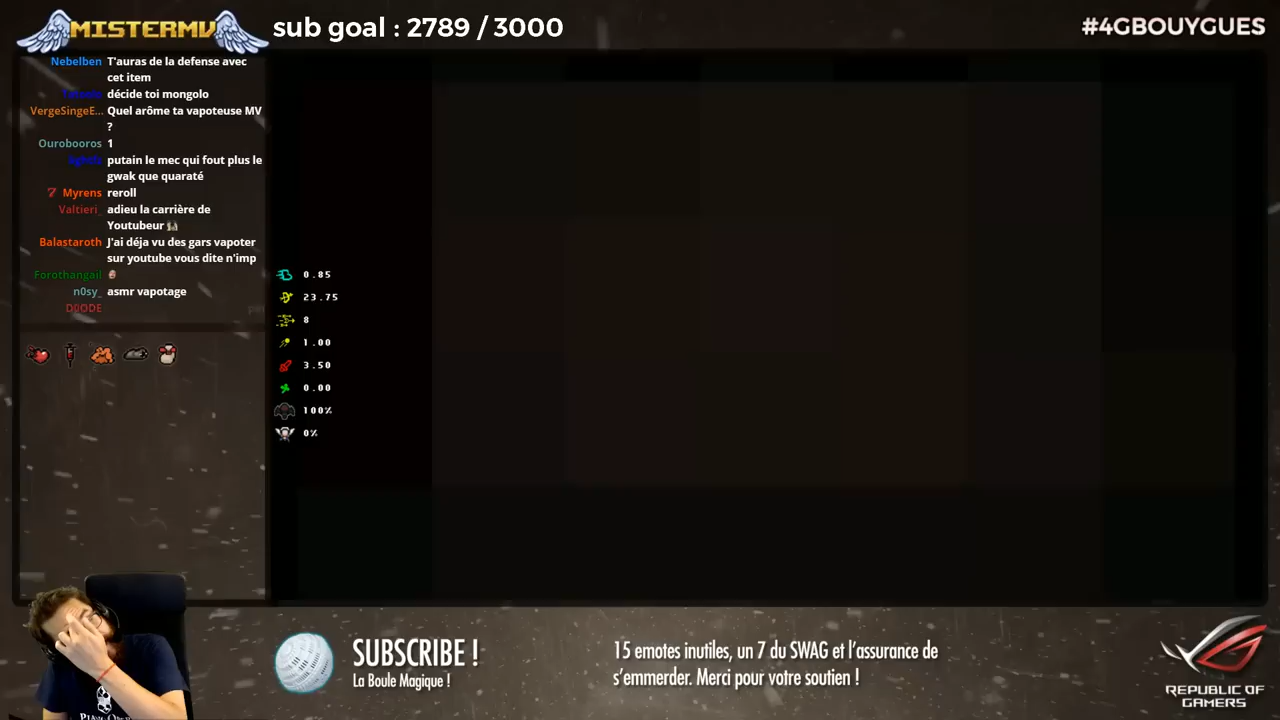 MISTERMV
sub goal : 2789 / 3000
#4GBOUYGUES
Nebelben T'auras de la defense avec
cet item
décide toi mongolo
VergeSingeE... Quel arôme ta vapoteuse MV
?
Ourobooros 1
putain le mec qui fout plus le
gwak que quaraté
7 Myrens reroll
Valtieri_ adieu la carrière de
Youtubeur
Balastaroth J'ai déja vu des gars vapoter
sur youtube vous dite n'imp
Forothangail
n0sy_ asmr vapotage
D0ODE
0.85
23.75
8
1.00
3.50
0.00
100%
0%
SUBSCRIBE !
La Boule Magique !
15 emotes inutiles, un 7 du SWAG et l'assurance de
s'emmerder. Merci pour votre soutien !
REPUBLIC OF
GAMERS